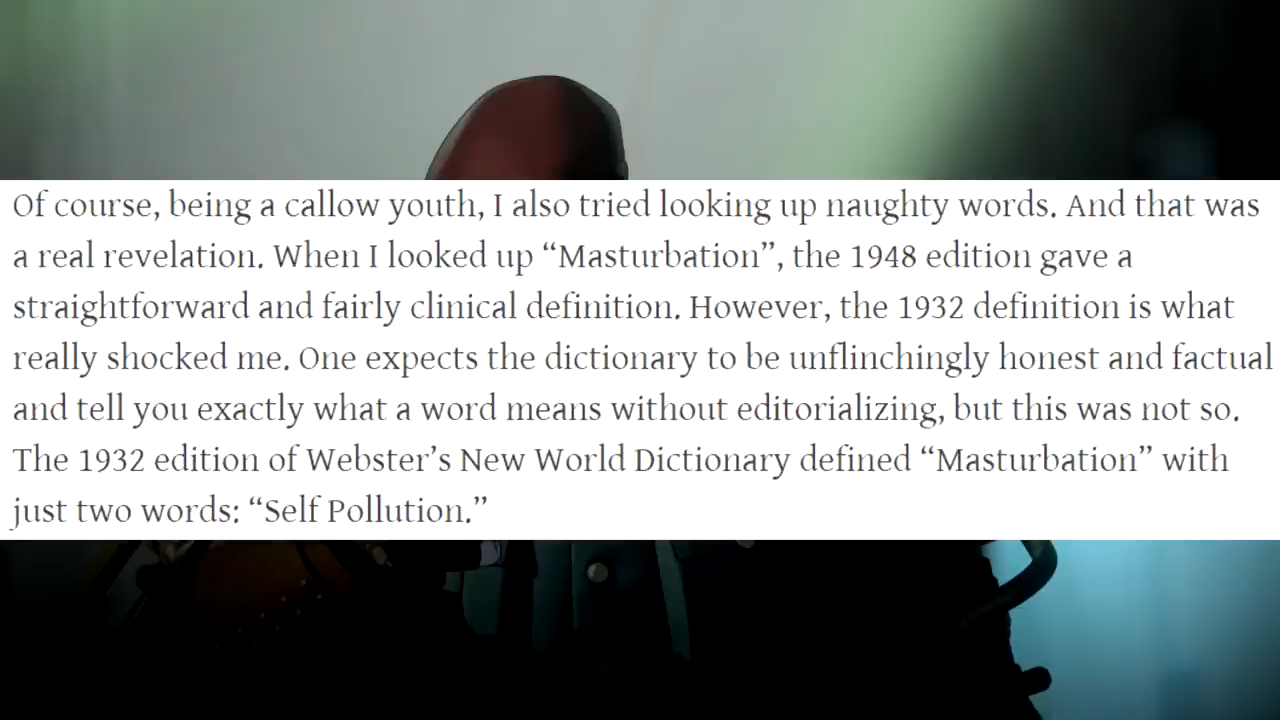 Of course, being a callow youth, I also tried looking up naughty words. And that was
a real revelation. When I looked up “Masturbation”, the 1948 edition gave a
straightforward and fairly clinical definition. However, the 1932 definition is what
really shocked me. One expects the dictionary to be unflinchingly honest and factual
and tell you exactly what a word means without editorializing, but this was not so.
The 1932 edition of Webster’s New World Dictionary defined “Masturbation” with
just two words: “Self Pollution.”